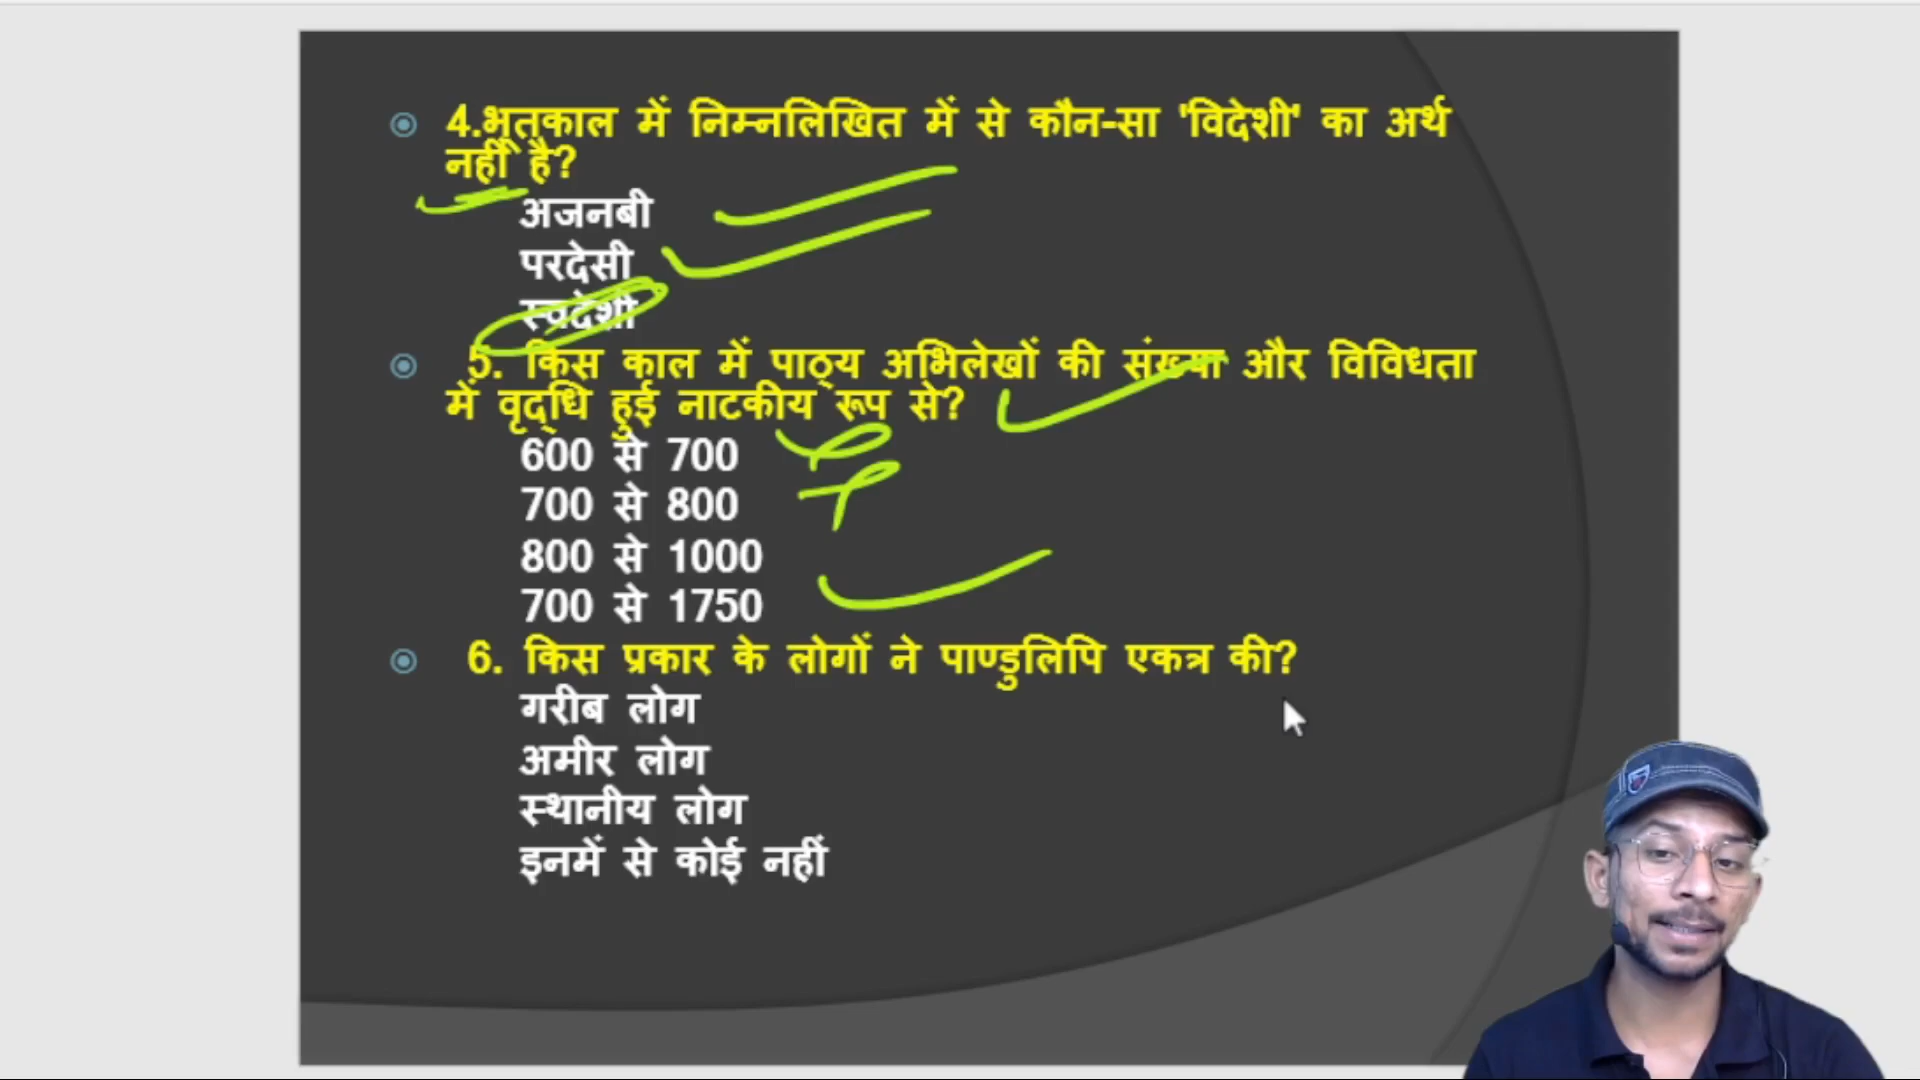 4.भूतकाल में निम्नलिखित में से कौन-सा 'विदेशी' का अर्थ
नहीं है?
अजनबी
परदेसी
स्वदेशी
5. किस काल में पाठ्य अभिलेखों की संख्या और विविधता
में वृद्धि हुई नाटकीय रूप से?
600 से 700
700 से 800
800 से 1000
700 से 1750
6. किस प्रकार के लोगों ने पाण्डुलिपि एकत्र की?
गरीब लोग
अमीर लोग
स्थानीय लोग
इनमें से कोई नहीं